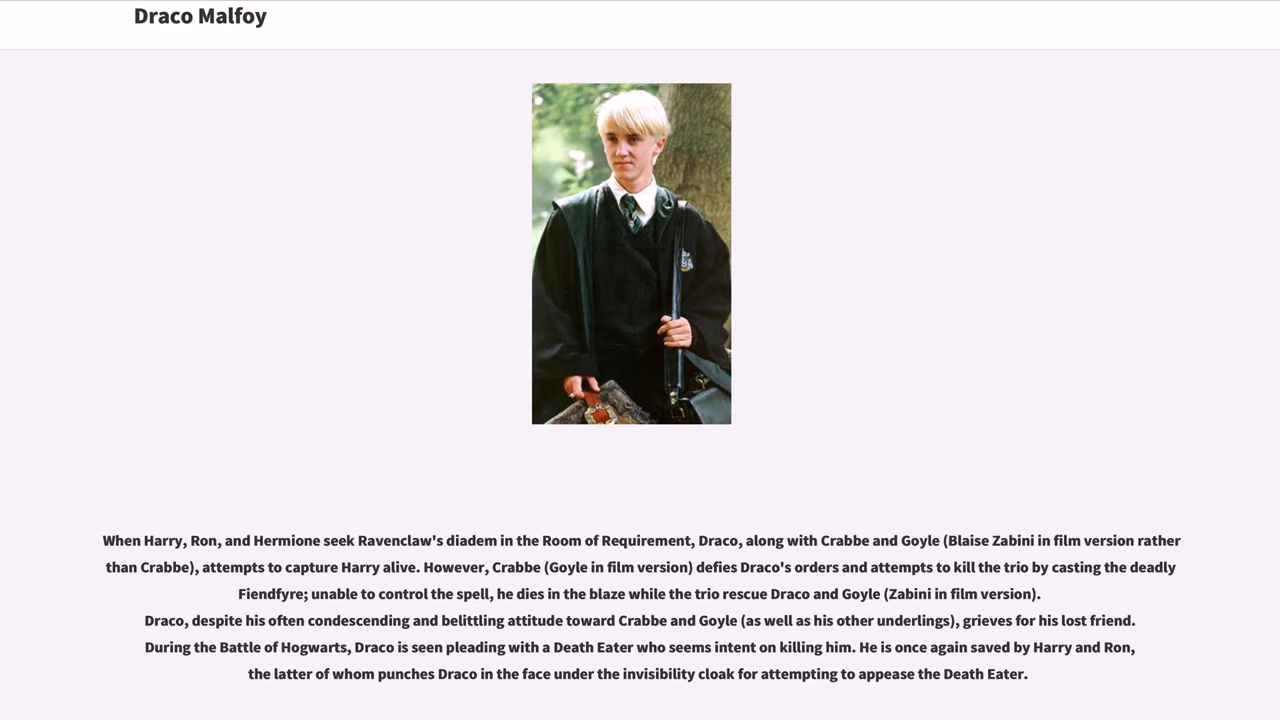 Draco Malfoy
When Harry, Ron, and Hermione seek Ravenclaw's diadem in the Room of Requirement, Draco, along with Crabbe and Goyle (Blaise Zabini in film version rather
than Crabbe), attempts to capture Harry alive. However, Crabbe (Goyle in film version) defies Draco's orders and attempts to kill the trio by casting the deadly
Fiendfyre; unable to control the spell, he dies in the blaze while the trio rescue Draco and Goyle (Zabini in film version).
Draco, despite his often condescending and belittling attitude toward Crabbe and Goyle (as well as his other underlings), grieves for his lost friend.
During the Battle of Hogwarts, Draco is seen pleading with a Death Eater who seems intent on killing him. He is once again saved by Harry and Ron,
the latter of whom punches Draco in the face under the invisibility cloak for attempting to appease the Death Eater.